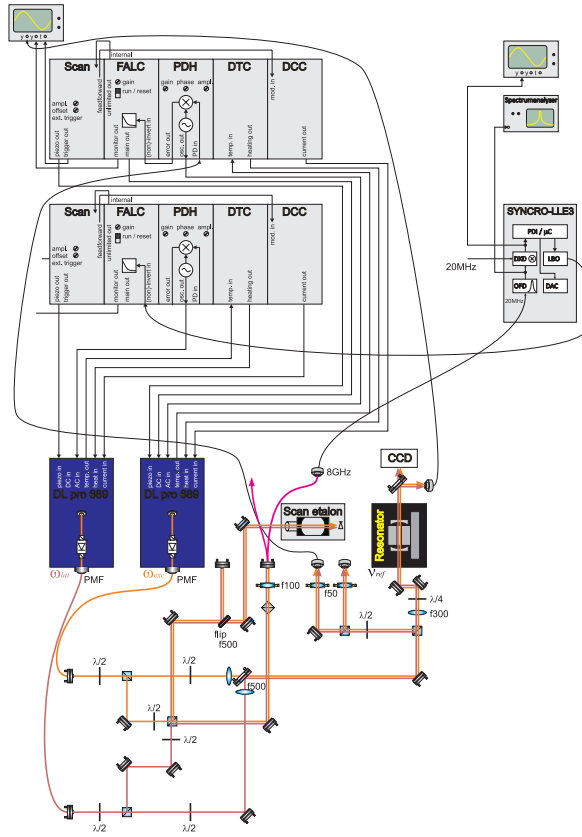 y y t
internal
Scan FALC PDH DTC DCC
feedforward
unlimited out
gain
run / reset
gain phase ampl.
mod. in
ampl.
offset
ext. trigger
piezo out
trigger out
monitor out
main out
(non)-invert in
error out
osc. out
PD in
temp. in
heating out
current out
internal
Scan FALC PDH DTC DCC
feedforward
unlimited out
gain
run / reset
gain phase ampl.
mod. in
ampl.
offset
ext. trigger
piezo out
trigger out
monitor out
main out
(non)-invert in
error out
osc. out
PD in
temp. in
heating out
current out
y y t
Spectrumanalyser
SYNCRO-LLE3
PDI / µC
DXD
LBO
20MHz
OFD
DAC
20MHz
piezo in
DC in
AC in
temp. out
heat in
current in
DL pro 589
piezo in
DC in
AC in
temp. out
heat in
current in
DL pro 589
8GHz
CCD
Scan etalon
Resonator
ω_lat
PMF
ω_exc
PMF
ν_ref
f100
f50
λ/4
f300
flip
f500
λ/2
λ/2
λ/2
f500
λ/2
λ/2
λ/2
λ/2